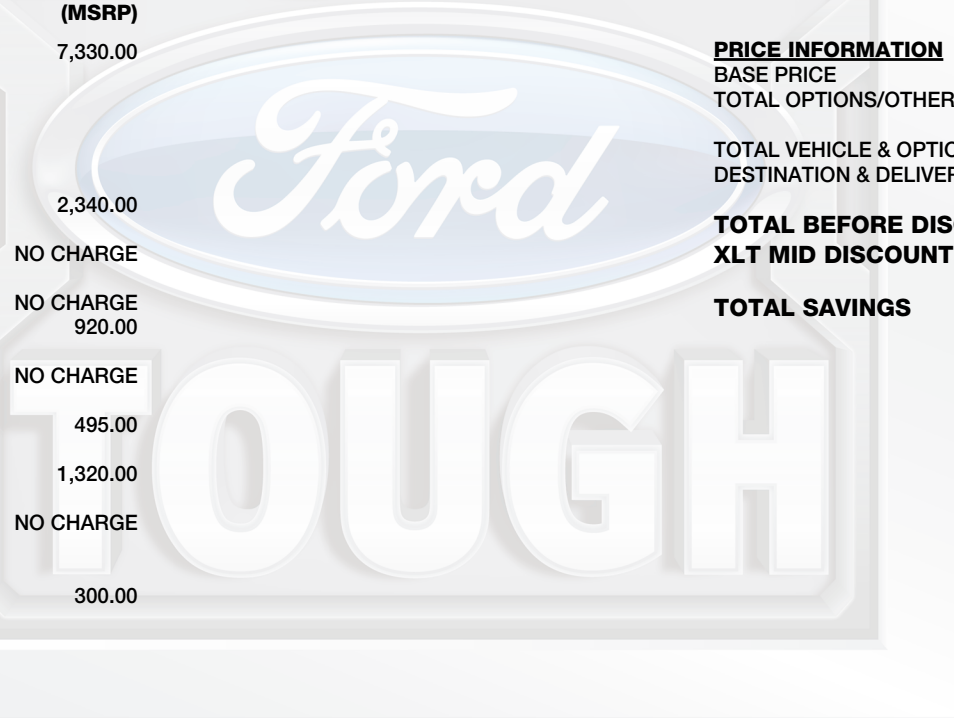 (MSRP)
7,330.00
2,340.00
NO CHARGE
NO CHARGE
920.00
NO CHARGE
495.00
1,320.00
NO CHARGE
300.00
Ford
TOUGH
PRICE INFORMATION
BASE PRICE
TOTAL OPTIONS/OTHER
TOTAL VEHICLE & OPTIO
DESTINATION & DELIVER
TOTAL BEFORE DIS
XLT MID DISCOUNT
TOTAL SAVINGS